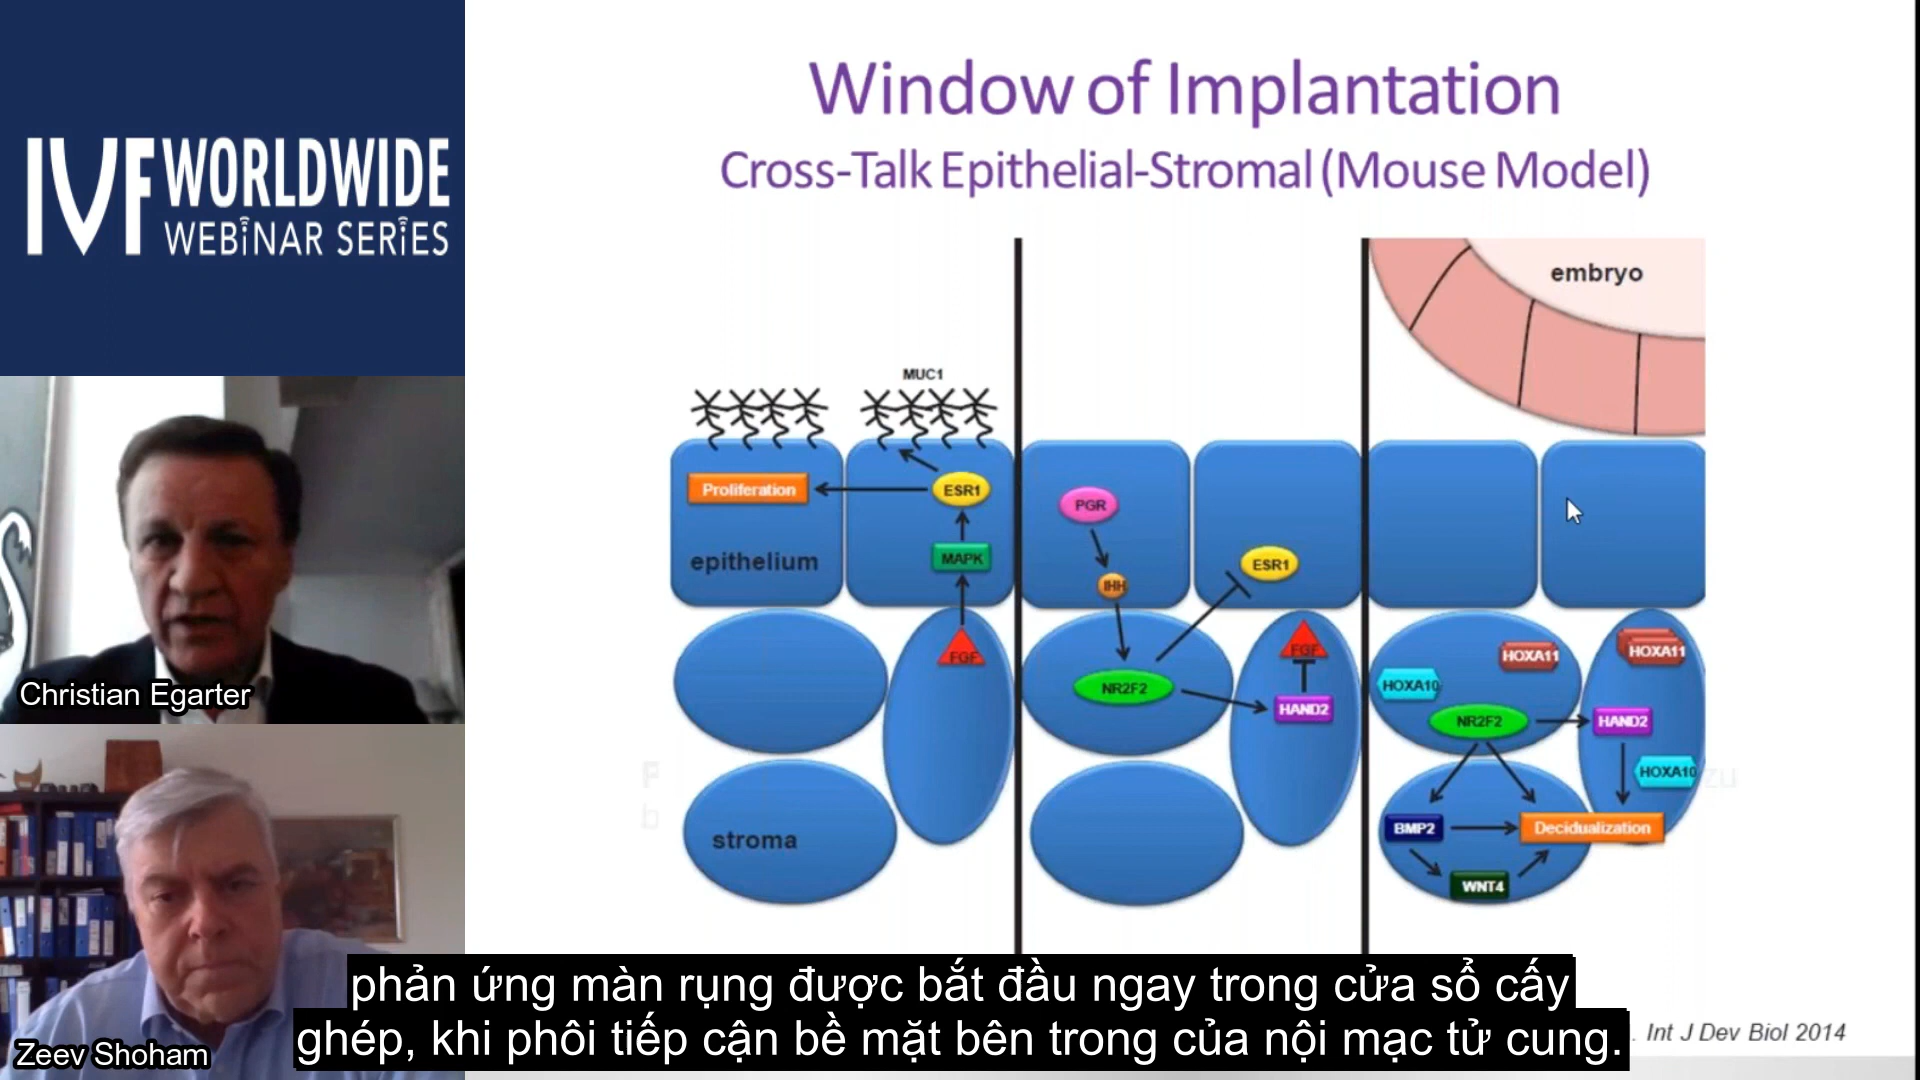 IVF WORLDWIDE
WEBINAR SERIES
Christian Egarter
Zeev Shoham
Window of Implantation
Cross-Talk Epithelial-Stromal (Mouse Model)
embryo
MUC1
Proliferation
ESR1
epithelium
MAPK
FGF
stroma
PGR
IHH
ESR1
NR2F2
FGF
HAND2
HOXA11
HOXA11
HOXA10
NR2F2
HAND2
HOXA10
BMP2
Decidualization
WNT4
phản ứng màn rụng được bắt đầu ngay trong cửa sổ cấy
ghép, khi phôi tiếp cận bề mặt bên trong của nội mạc tử cung.
. Int J Dev Biol 2014